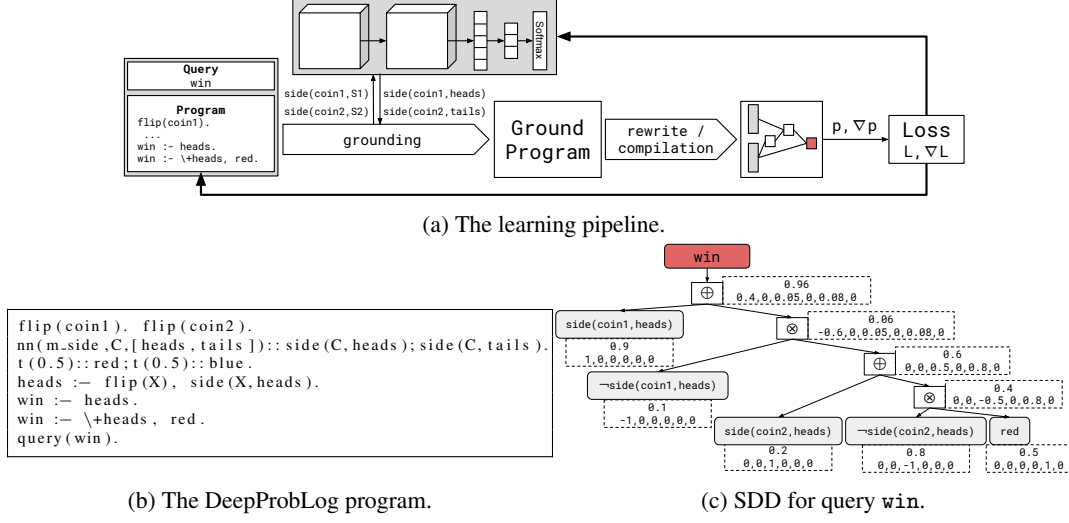 Softmax
Query
win
Program
flip(coin1).
...
win :- heads.
win :- \+heads, red.
side(coin1,S1)
side(coin2,S2)
side(coin1,heads)
side(coin2,tails)
grounding
Ground
Program
rewrite /
compilation
p, ∇p
Loss
L, ∇L
(a) The learning pipeline.
flip(coin1). flip(coin2).
nn(m_side,C,[heads,tails])::side(C,heads);side(C,tails).
t(0.5)::red;t(0.5)::blue.
heads :- flip(X), side(X,heads).
win :- heads.
win :- \+heads, red.
query(win).
(b) The DeepProbLog program.
win
⊕
0.96
0.4,0,0.05,0,0.08,0
side(coin1,heads)
0.9
1,0,0,0,0,0
⊗
0.06
-0.6,0,0.05,0,0.08,0
¬side(coin1,heads)
0.1
-1,0,0,0,0,0
⊕
0.6
0,0,0.5,0,0.8,0
⊗
0.4
0,0,-0.5,0,0.8,0
side(coin2,heads)
0.2
0,0,1,0,0,0
¬side(coin2,heads)
0.8
0,0,-1,0,0,0
red
0.5
0,0,0,0,1,0
(c) SDD for query win.